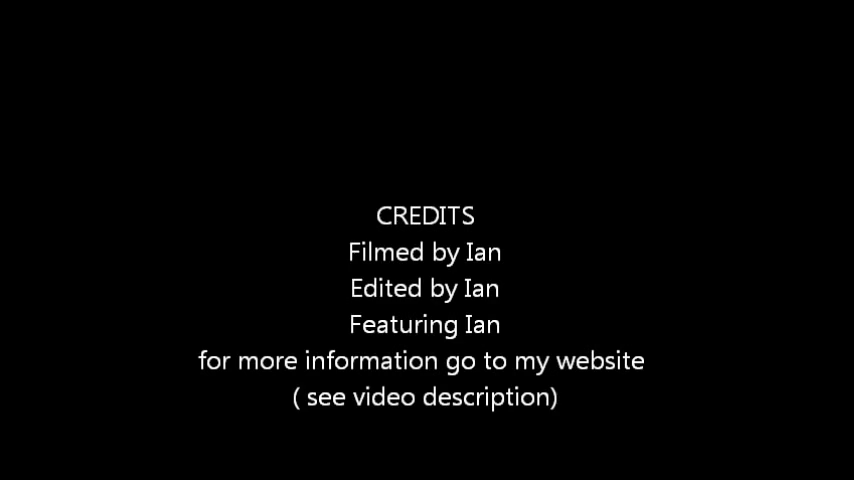 CREDITS
Filmed by Ian
Edited by Ian
Featuring Ian
for more information go to my website
( see video description)